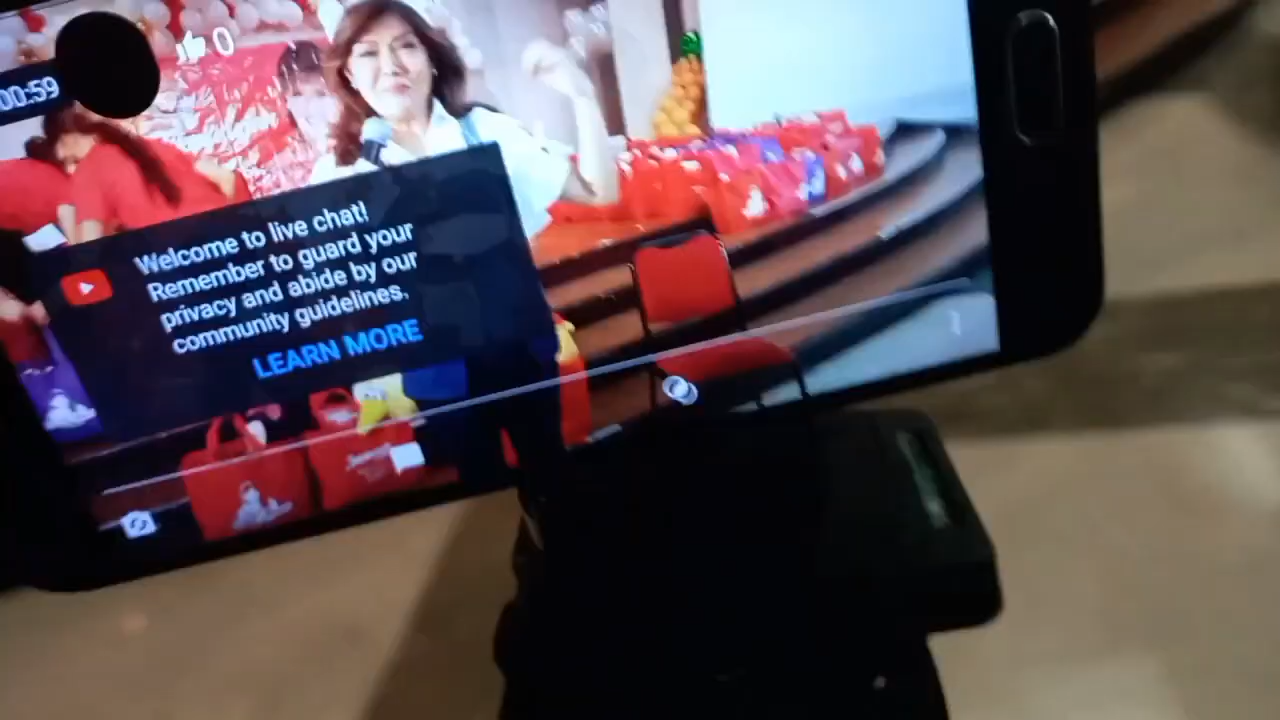 00:59
0
Welcome to live chat!
Remember to guard your
privacy and abide by our
community guidelines.
LEARN MORE